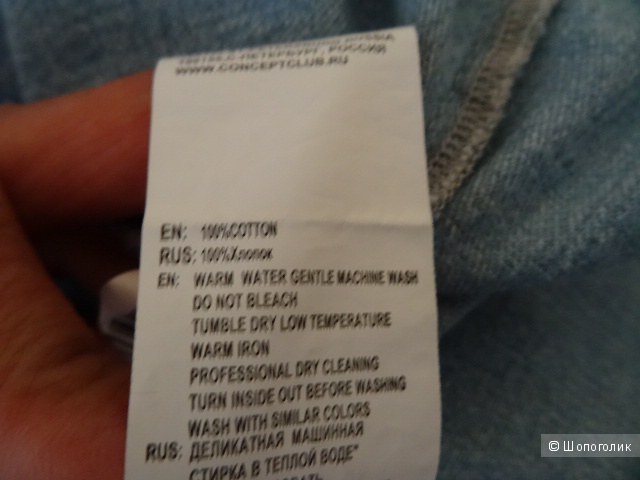 РОССИЯ
WWW.CONCEPTCLUB.RU
EN: 100%COTTON
RUS: 100%Хлопок
EN: WARM WATER GENTLE MACHINE WASH
DO NOT BLEACH
TUMBLE DRY LOW TEMPERATURE
WARM IRON
PROFESSIONAL DRY CLEANING
TURN INSIDE OUT BEFORE WASHING
WASH WITH SIMILAR COLORS
RUS: ДЕЛИКАТНАЯ МАШИННАЯ
СТИРКА В ТЕПЛОЙ ВОДЕ"
© Шопоголик